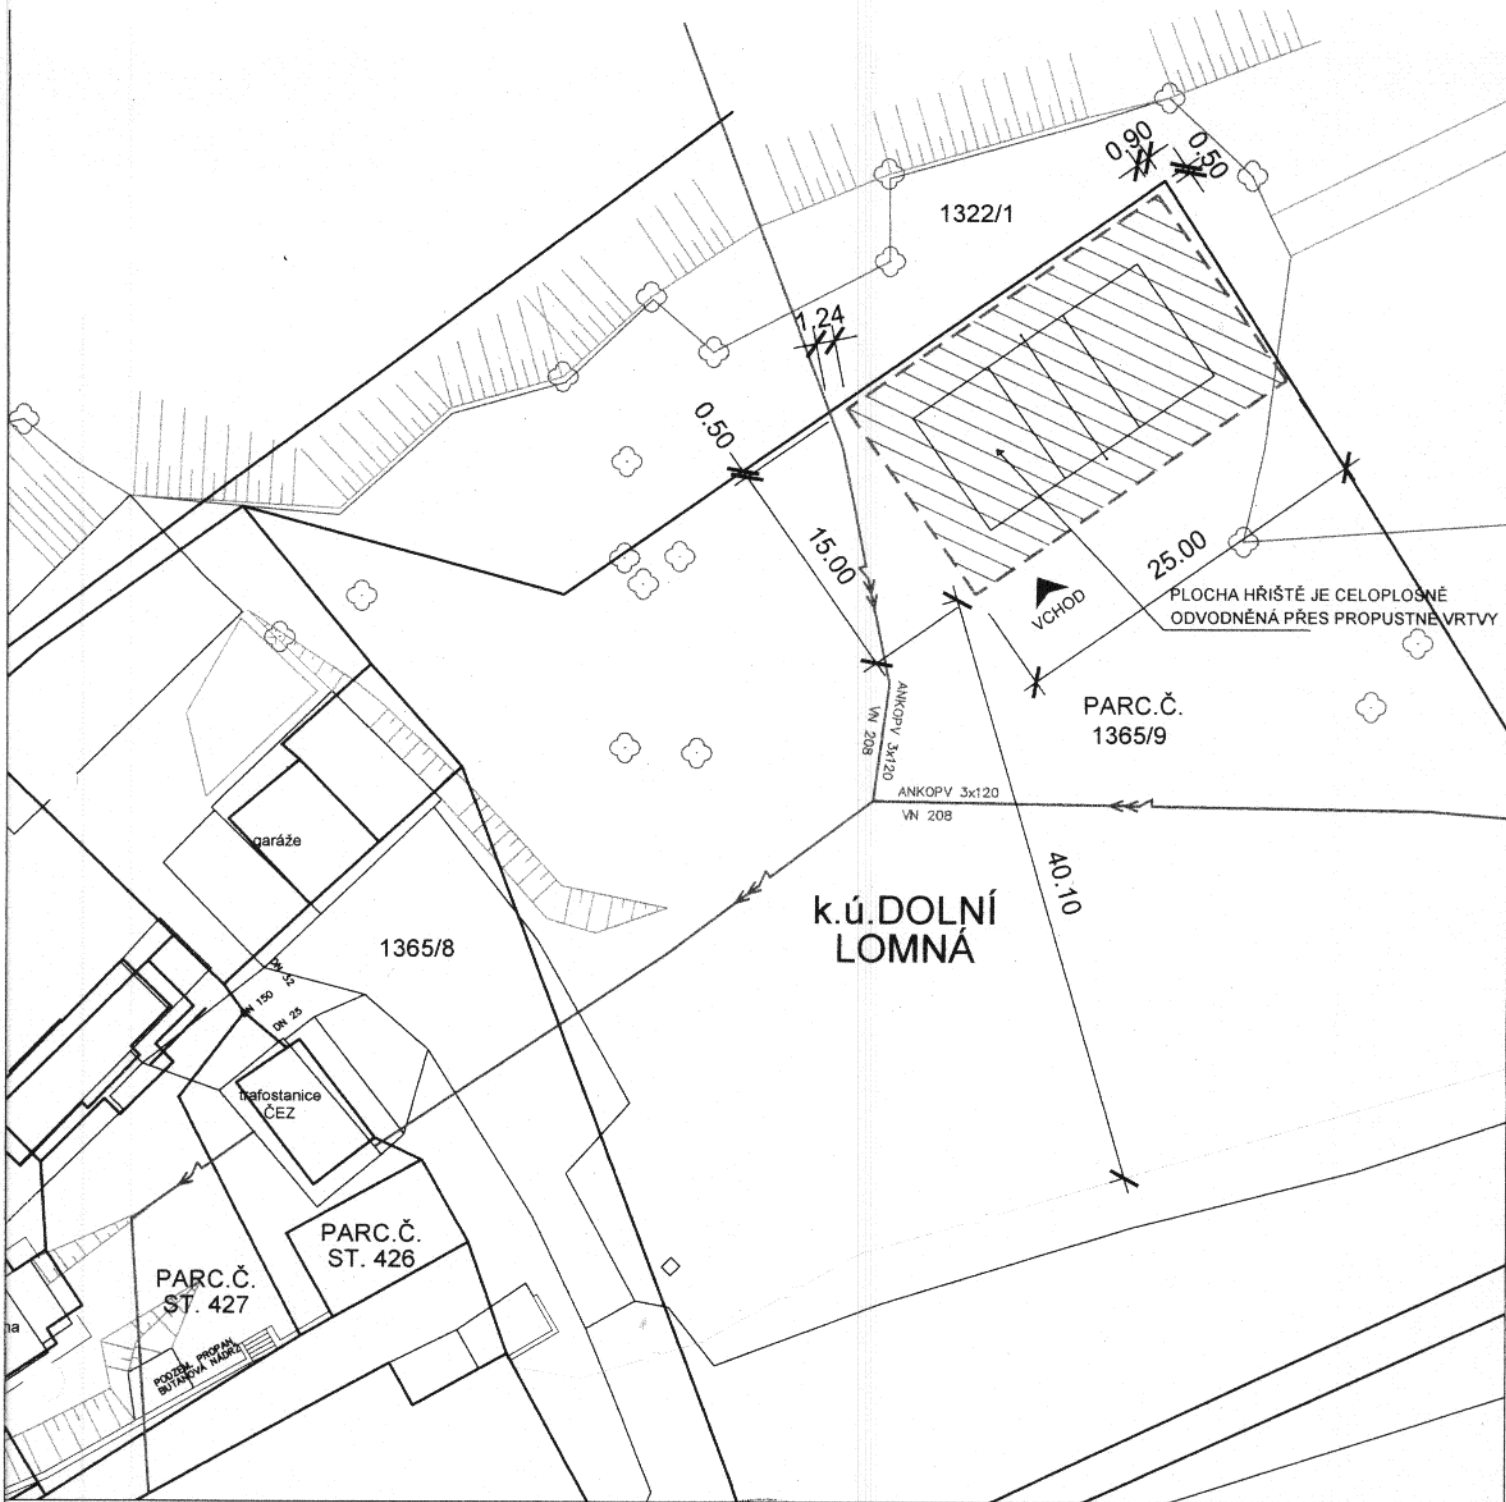 0.90
0.50
1322/1
1.24
0.50
15.00
25.00
VCHOD
PLOCHA HŘIŠTĚ JE CELOPLOŠNĚ
ODVODNĚNÁ PŘES PROPUSTNÉ VRTVY
PARC.Č.
1365/9
ANKOPV 3x120
VN 208
ANKOPV 3x120
VN 208
garáže
40.10
k.ú.DOLNÍ
LOMNÁ
1365/8
DN 32
DN 25
trafostanice
ČEZ
PARC.Č.
ST. 426
PARC.Č.
ST. 427
na
PODZEM. PROPAN
BUTANOVÁ NÁDRŽ